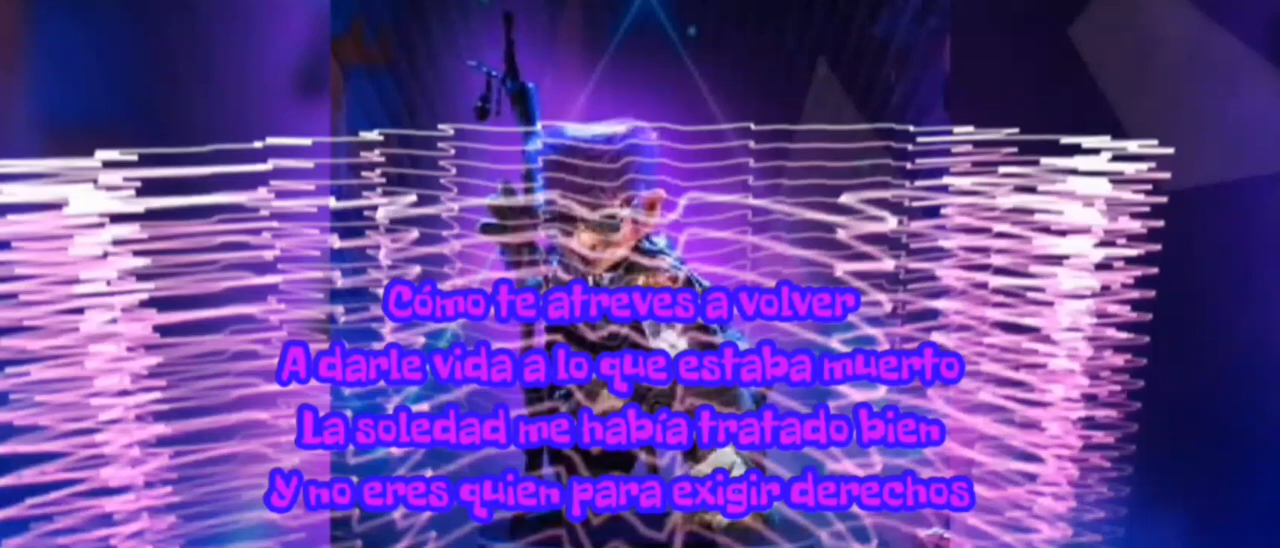 Cómo te atreves a volver
A darle vida a lo que estaba muerto
La soledad me había tratado bien
Y no eres quien para exigir derechos